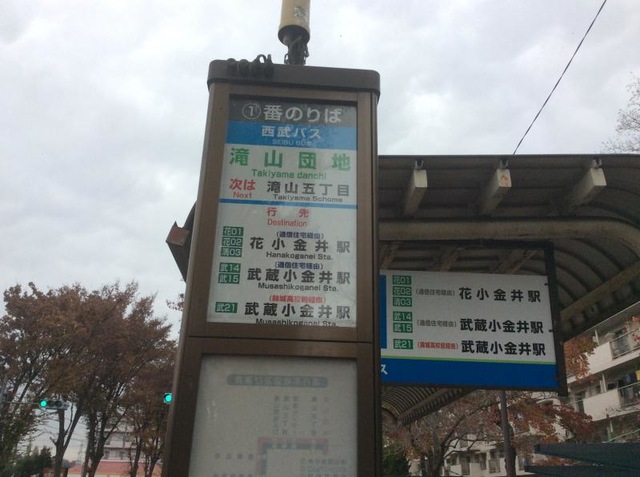 ①番のりば
西武バス
SEIBU BUS
滝山団地
Takiyama danchi
次は 滝山五丁目
Next Takiyama 5chome
行先
Destination
花01
花02
清03
(通信住宅経由)
花小金井駅
Hanakoganei Sta.
武14
武15
(通信住宅経由)
武蔵小金井駅
Musashikoganei Sta.
武21
(錦城高校前経由)
武蔵小金井駅
Musashikoganei Sta.
花01
花02
清03
(通信住宅経由) 花小金井駅
武14
武15
(通信住宅経由) 武蔵小金井駅
武21 (錦城高校前経由) 武蔵小金井駅
ス